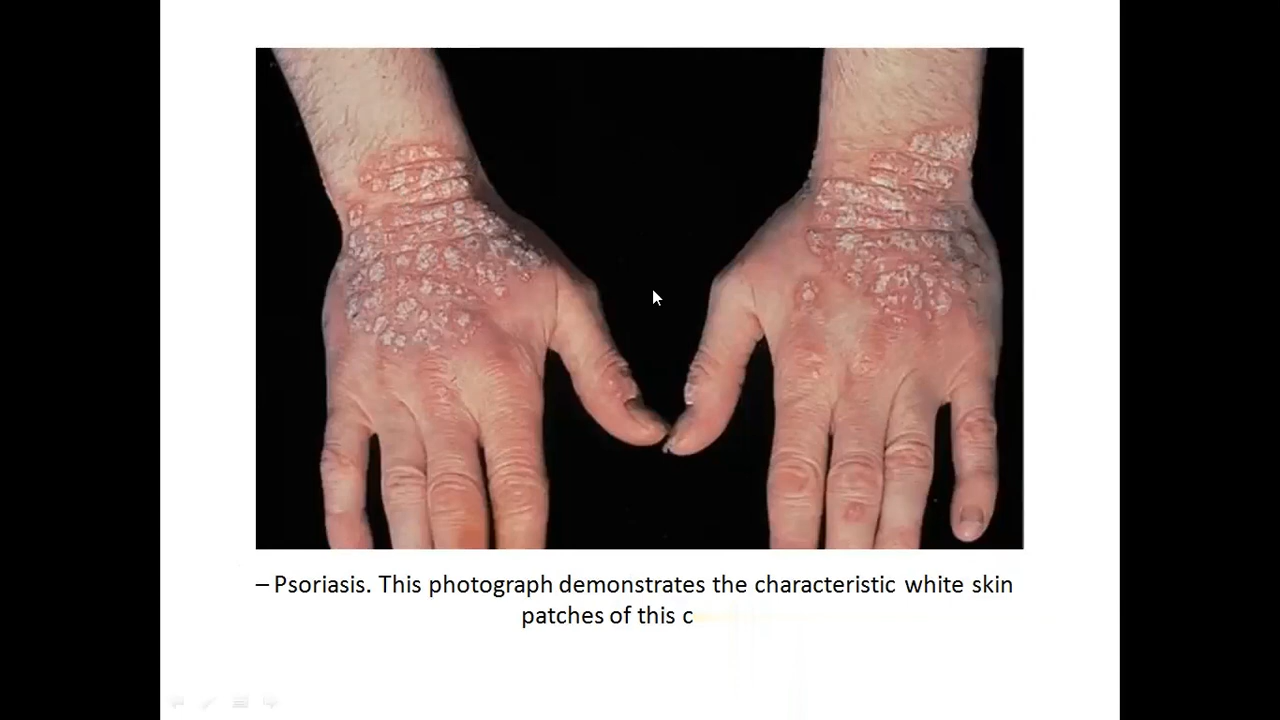 – Psoriasis. This photograph demonstrates the characteristic white skin
patches of this c